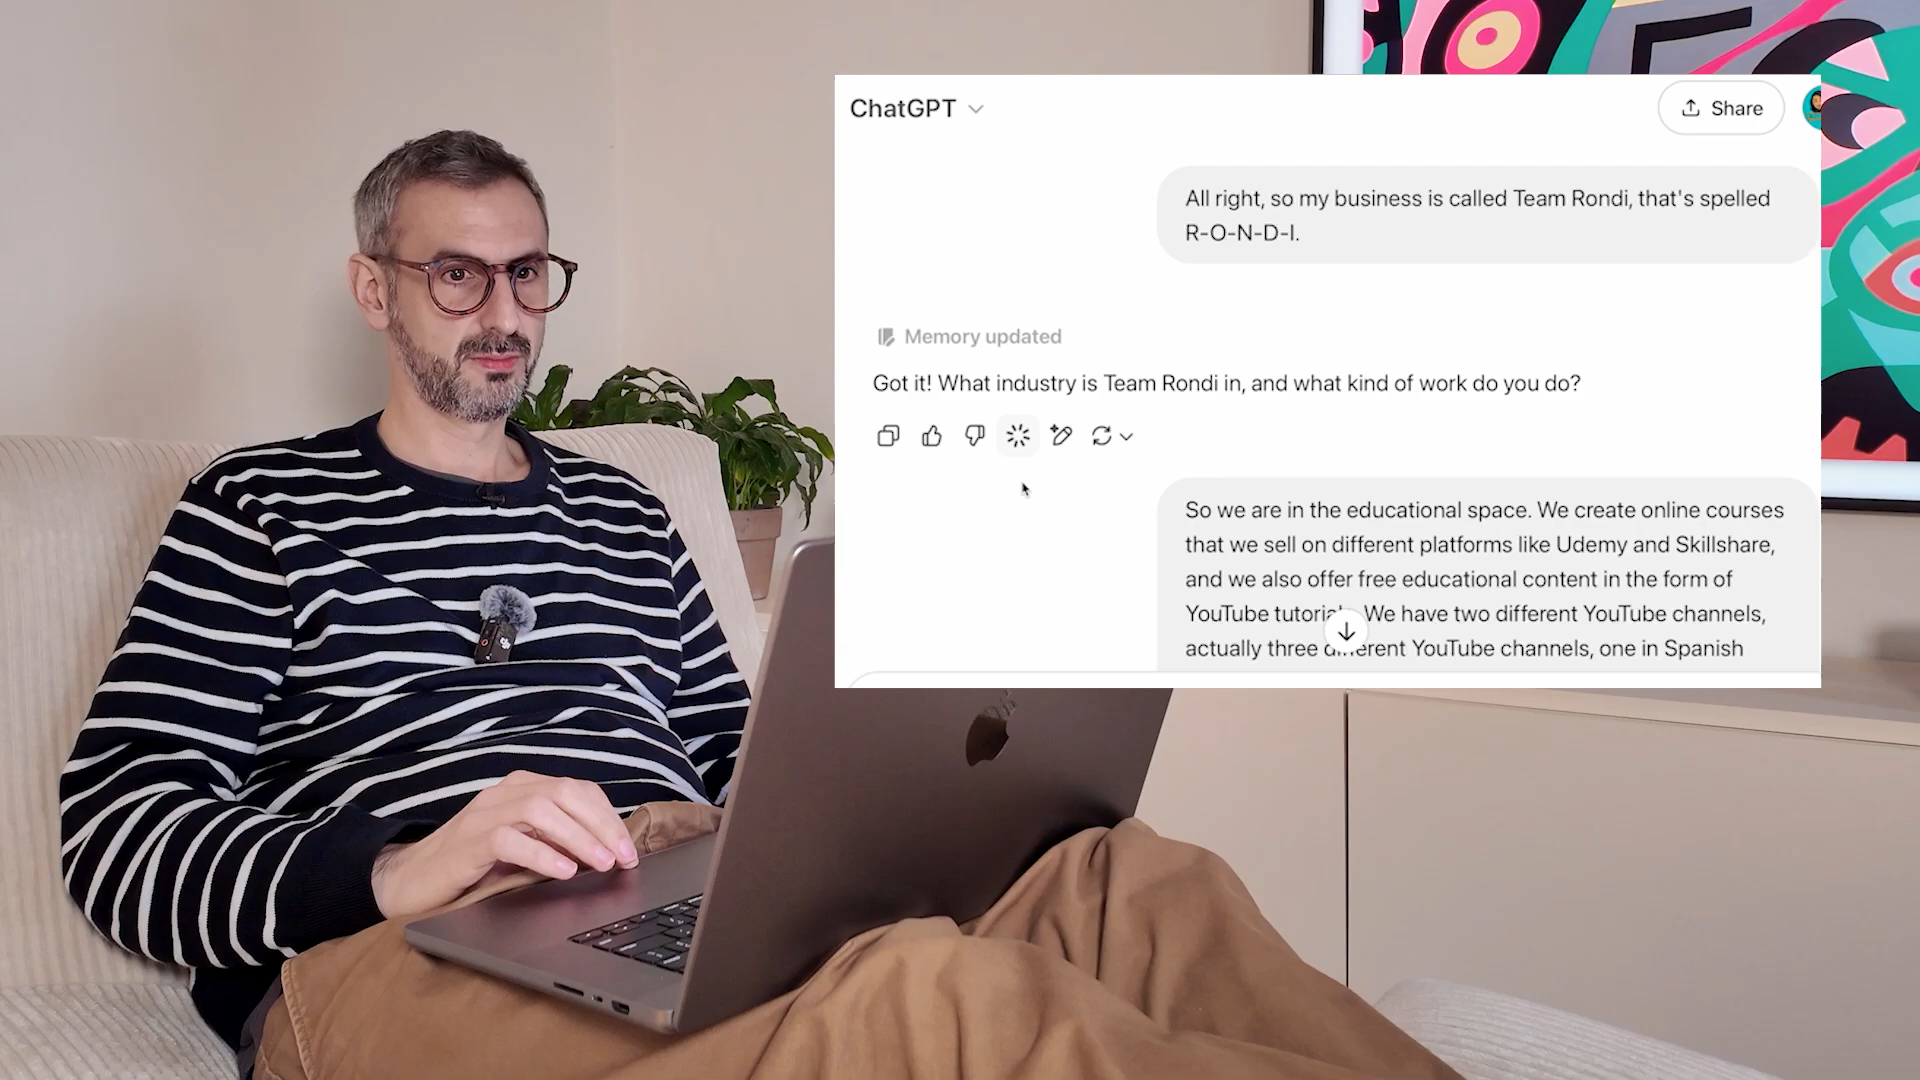 ChatGPT
Share
All right, so my business is called Team Rondi, that's spelled
R-O-N-D-I.
Memory updated
Got it! What industry is Team Rondi in, and what kind of work do you do?
So we are in the educational space. We create online courses
that we sell on different platforms like Udemy and Skillshare,
and we also offer free educational content in the form of
YouTube We have two different YouTube channels,
actually three YouTube channels, one in Spanish